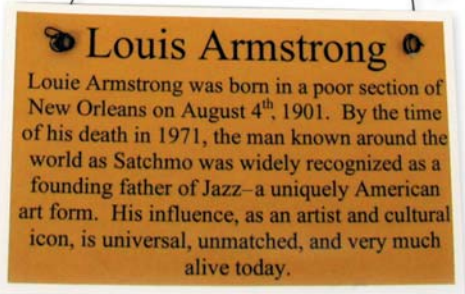 Louis Armstrong
Louie Armstrong was born in a poor section of
New Orleans on August 4th, 1901. By the time
of his death in 1971, the man known around the
world as Satchmo was widely recognized as a
founding father of Jazz–a uniquely American
art form. His influence, as an artist and cultural
icon, is universal, unmatched, and very much
alive today.